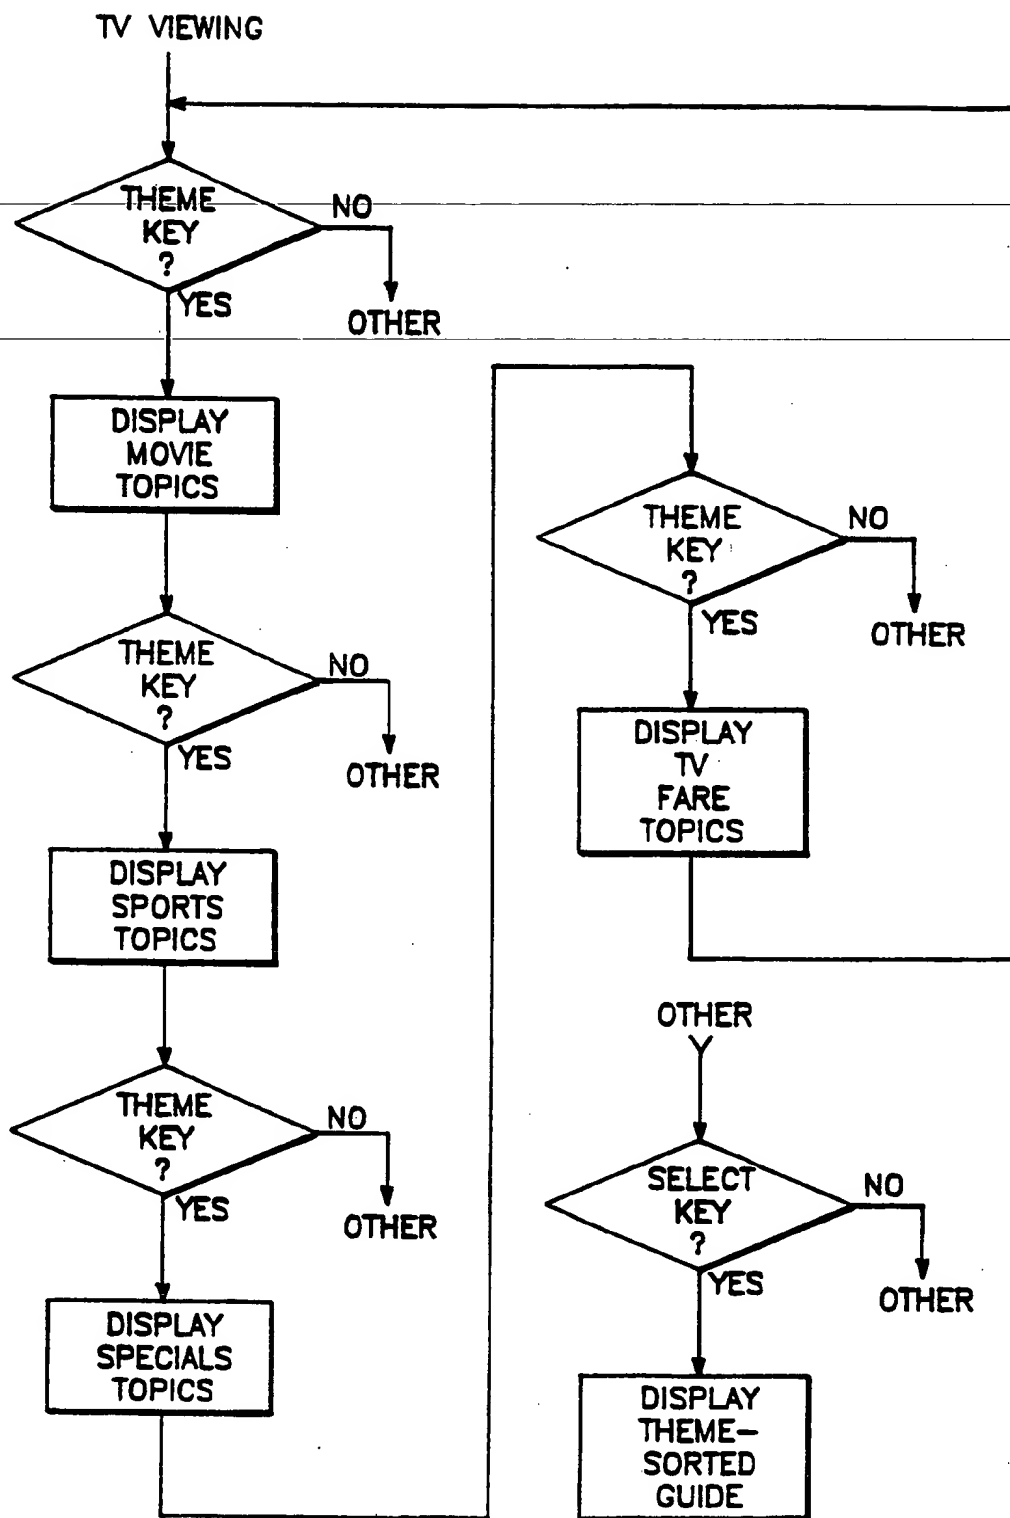 TV VIEWING
THEME
KEY
?
NO
YES
OTHER
DISPLAY
MOVIE
TOPICS
THEME
KEY
?
NO
YES
OTHER
DISPLAY
SPORTS
TOPICS
THEME
KEY
?
NO
YES
OTHER
DISPLAY
SPECIALS
TOPICS
THEME
KEY
?
NO
YES
OTHER
DISPLAY
TV
FARE
TOPICS
OTHER
SELECT
KEY
?
NO
YES
OTHER
DISPLAY
THEME-
SORTED
GUIDE